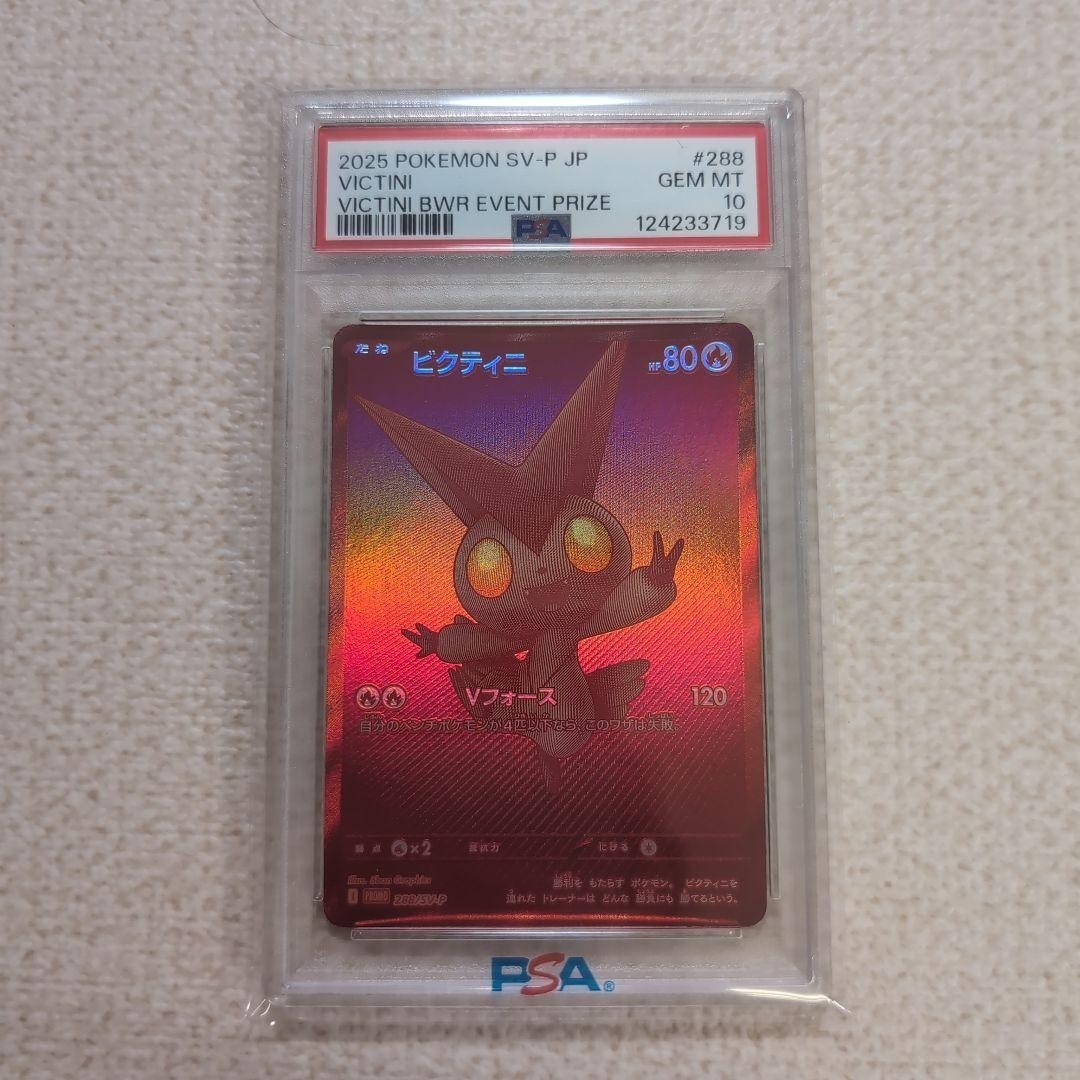 2025 POKEMON SV-P JP #288
VICTINI GEM MT
VICTINI BWR EVENT PRIZE 10
PSA 124233719
たね ビクティニ HP80
Vフォース 120
自分のベンチポケモンが4匹以下なら、このワザは失敗。
弱点 ×2 抵抗力 にげる
illus. 5ban Graphics
I PROMO 288/SV-P
勝利を もたらす ポケモン。 ビクティニを
連れた トレーナーは どんな 勝負にも 勝てるという。
PSA®